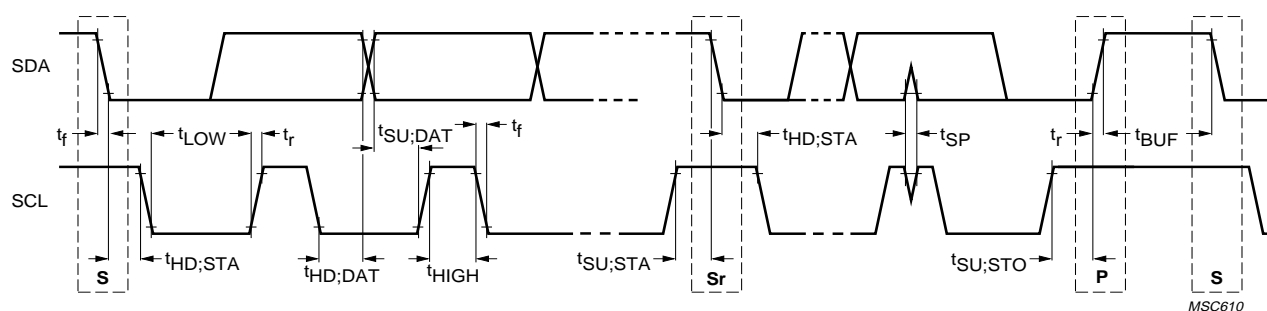 SDA
t_f t_LOW t_r t_SU;DAT t_f t_HD;STA t_SP t_r t_BUF
SCL
t_HD;STA t_HD;DAT t_HIGH t_SU;STA t_SU;STO
S Sr P S
MSC610